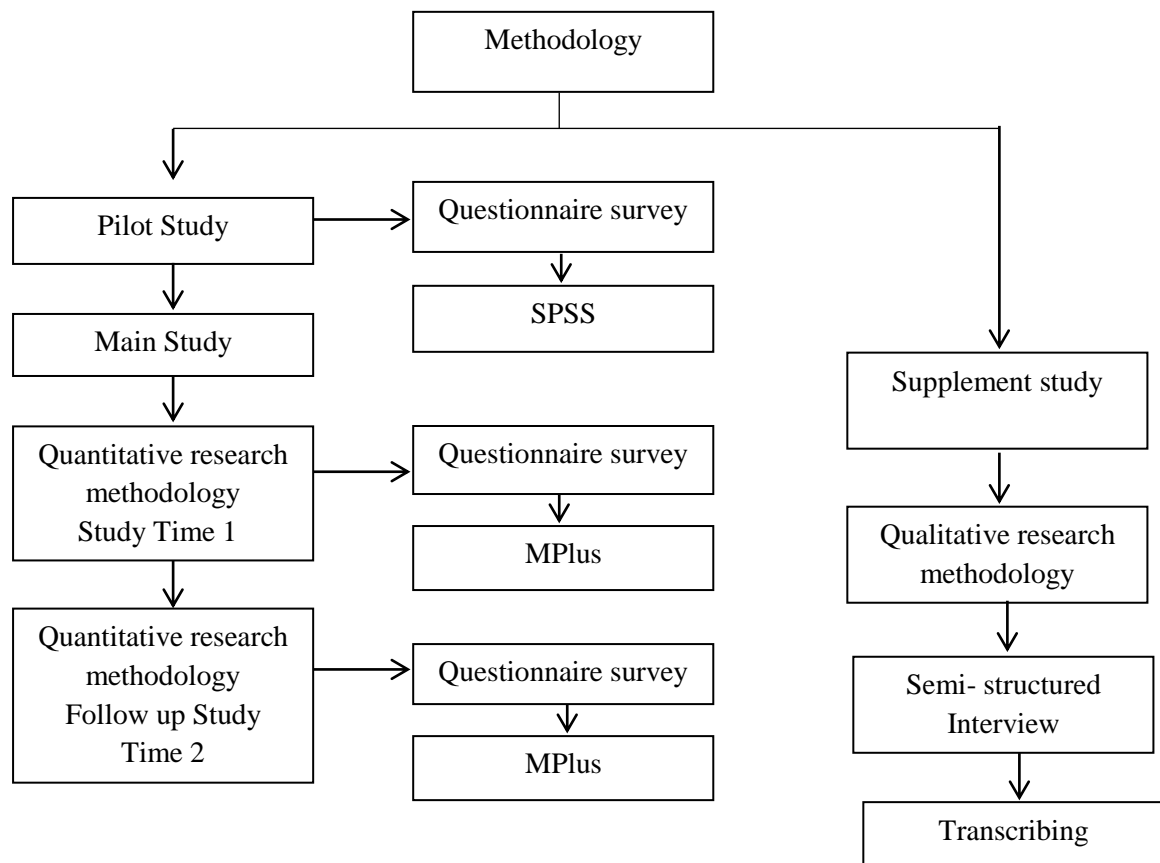 Methodology
Pilot Study
Questionnaire survey
SPSS
Main Study
Supplement study
Quantitative research
methodology
Study Time 1
Questionnaire survey
MPlus
Qualitative research
methodology
Quantitative research
methodology
Follow up Study
Time 2
Questionnaire survey
MPlus
Semi- structured
Interview
Transcribing